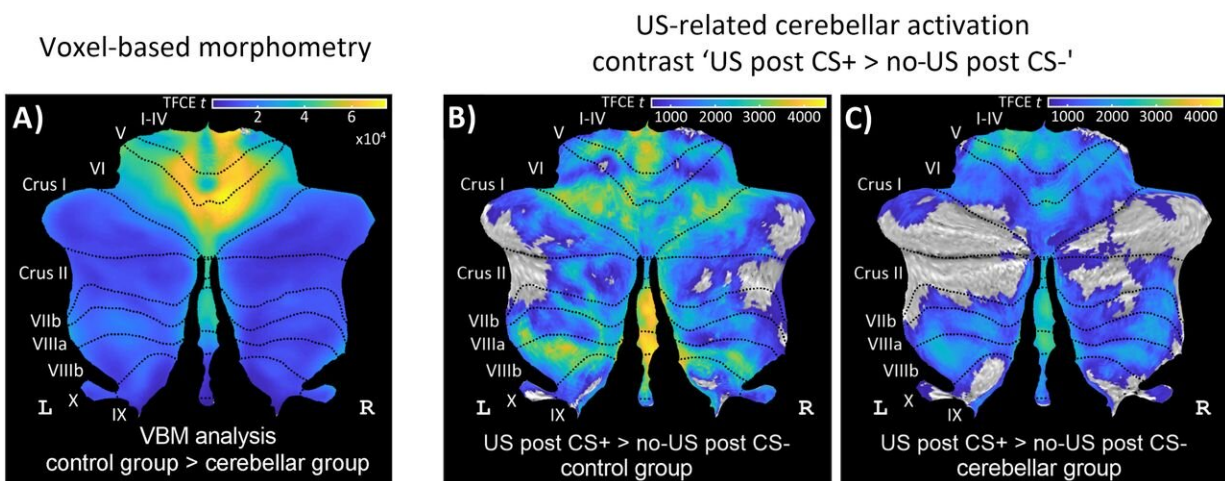 Voxel-based morphometry
US-related cerebellar activation
contrast ‘US post CS+ > no-US post CS-'
A)
TFCE t
2 4 6
x10⁴
I-IV
V
VI
Crus I
Crus II
VIIb
VIIIa
VIIIb
X
IX
L
R
VBM analysis
control group > cerebellar group
B)
TFCE t
1000 2000 3000 4000
I-IV
V
VI
Crus I
Crus II
VIIb
VIIIa
VIIIb
X
IX
L
R
US post CS+ > no-US post CS-
control group
C)
TFCE t
1000 2000 3000 4000
I-IV
V
VI
Crus I
Crus II
VIIb
VIIIa
VIIIb
X
IX
L
R
US post CS+ > no-US post CS-
cerebellar group